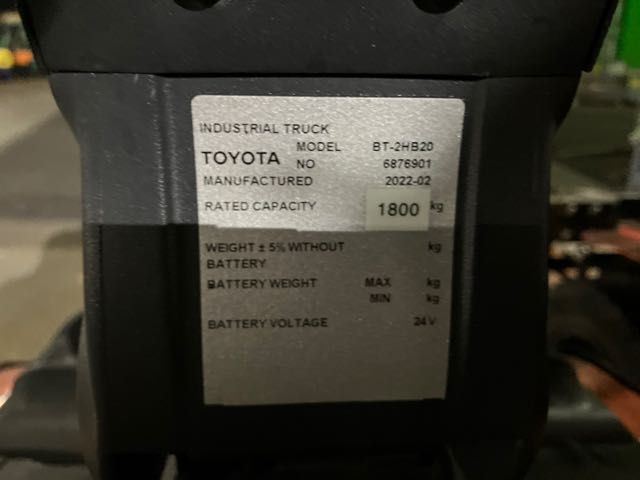 INDUSTRIAL TRUCK
TOYOTA MODEL BT-2HB20
NO 6876901
MANUFACTURED 2022-02
RATED CAPACITY 1800 kg
WEIGHT ± 5% WITHOUT kg
BATTERY
BATTERY WEIGHT MAX kg
MIN kg
BATTERY VOLTAGE 24 V